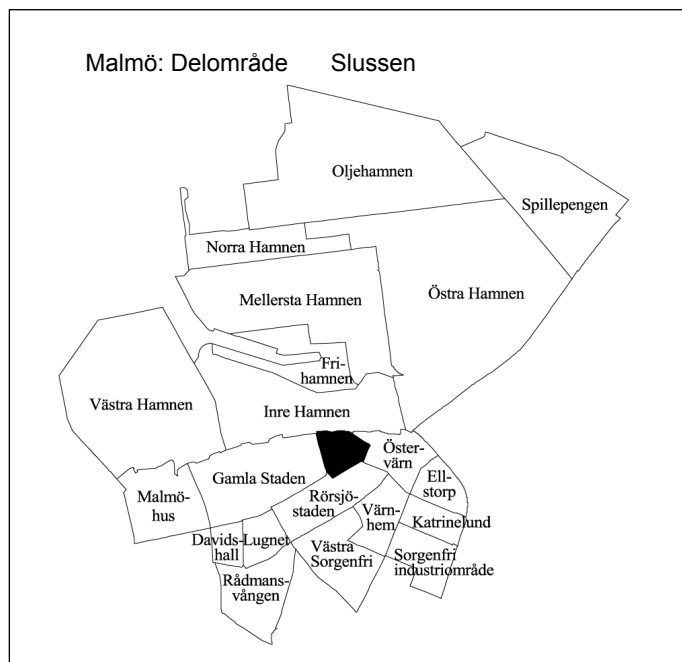 Malmö: Delområde Slussen
Oljehamnen
Spillepengen
Norra Hamnen
Mellersta Hamnen
Östra Hamnen
Fri-
hamnen
Västra Hamnen
Inre Hamnen
Öster-
värn
Gamla Staden
Ell-
storp
Malmö-
hus
Rörsjö-
staden
Värn-
hem
Katrinelund
Davids-
hall
Lugnet
Västra
Sorgenfri
Sorgenfri
industriområde
Rådmans-
vången